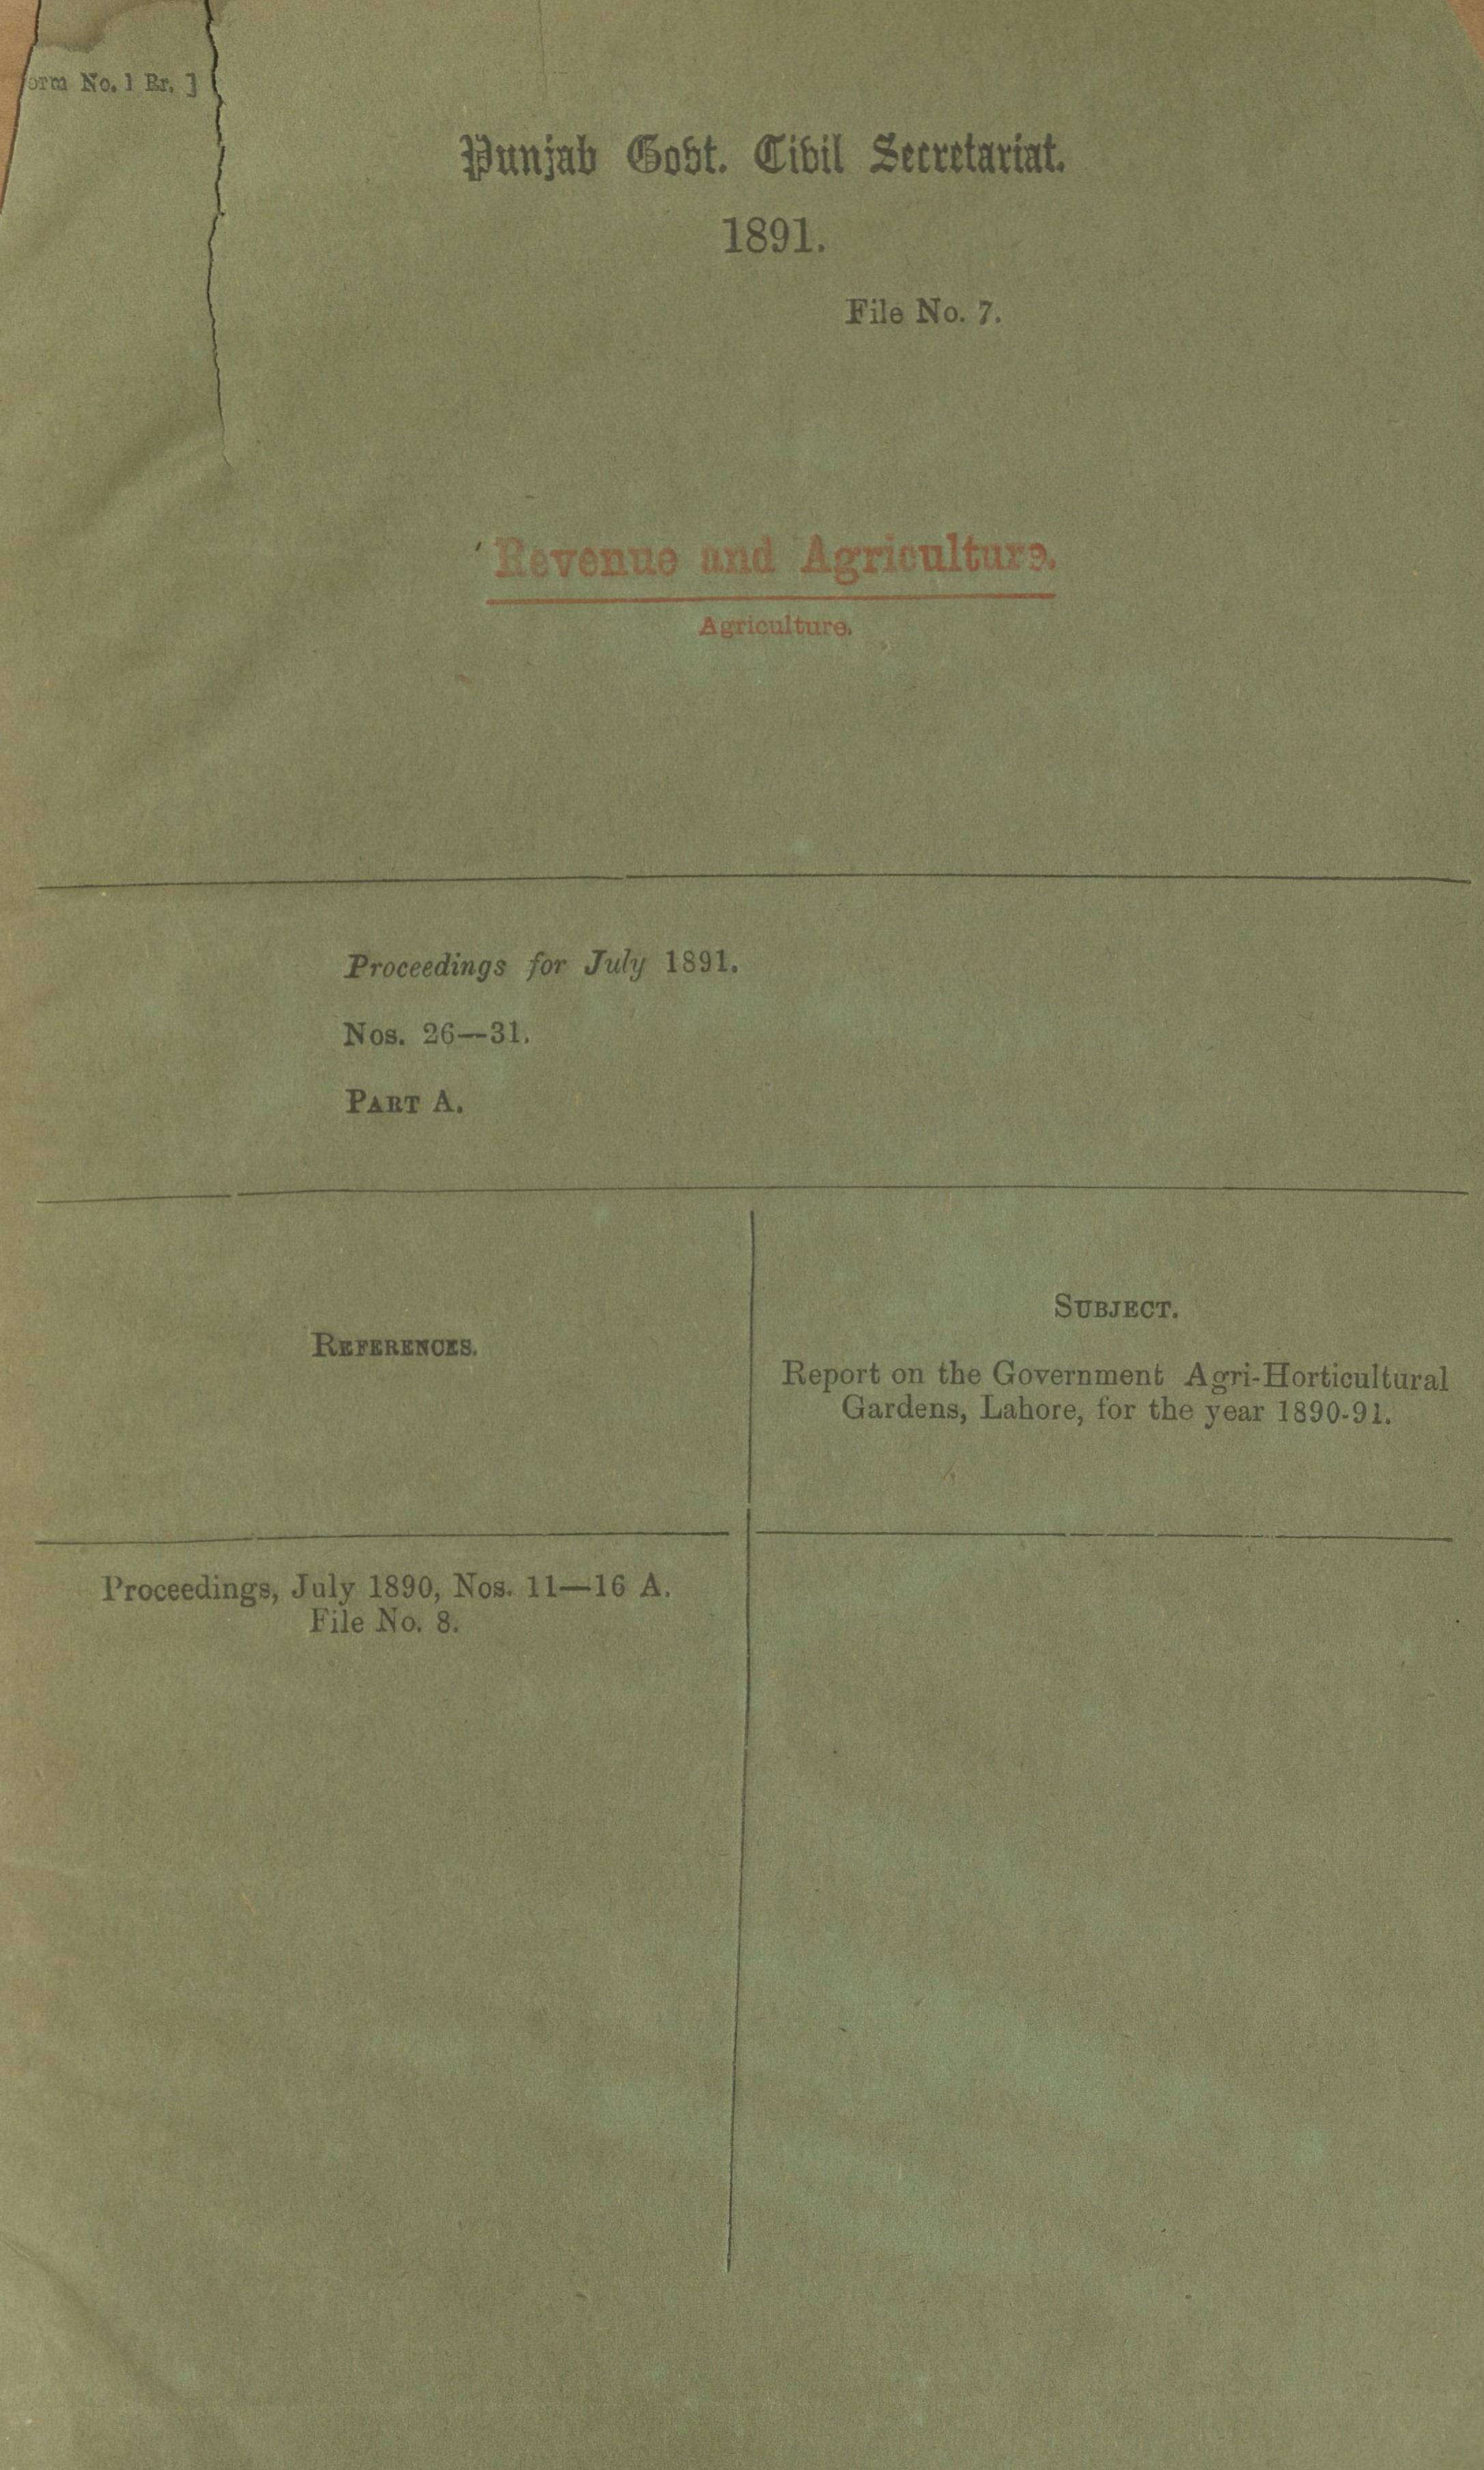 orm No. 1 Er. ]
Punjab Govt. Civil Secretariat.
1891.
File No. 7.
Revenue and Agriculture.
Agriculture.
Proceedings for July 1891.
Nos. 26—31.
PART A.
REFERENCES.
SUBJECT.
Report on the Government Agri-Horticultural
Gardens, Lahore, for the year 1890-91.
Proceedings, July 1890, Nos. 11—16 A.
File No. 8.